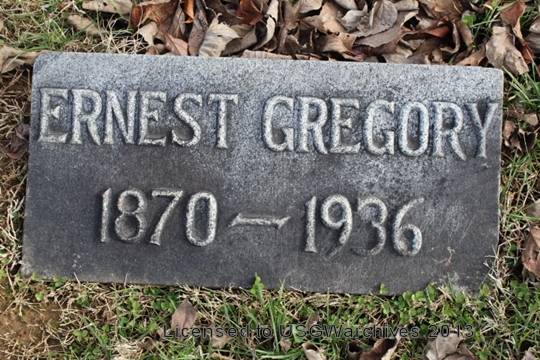 ERNEST GREGORY
1870 – 1936
Licensed to USGWarchives 2013